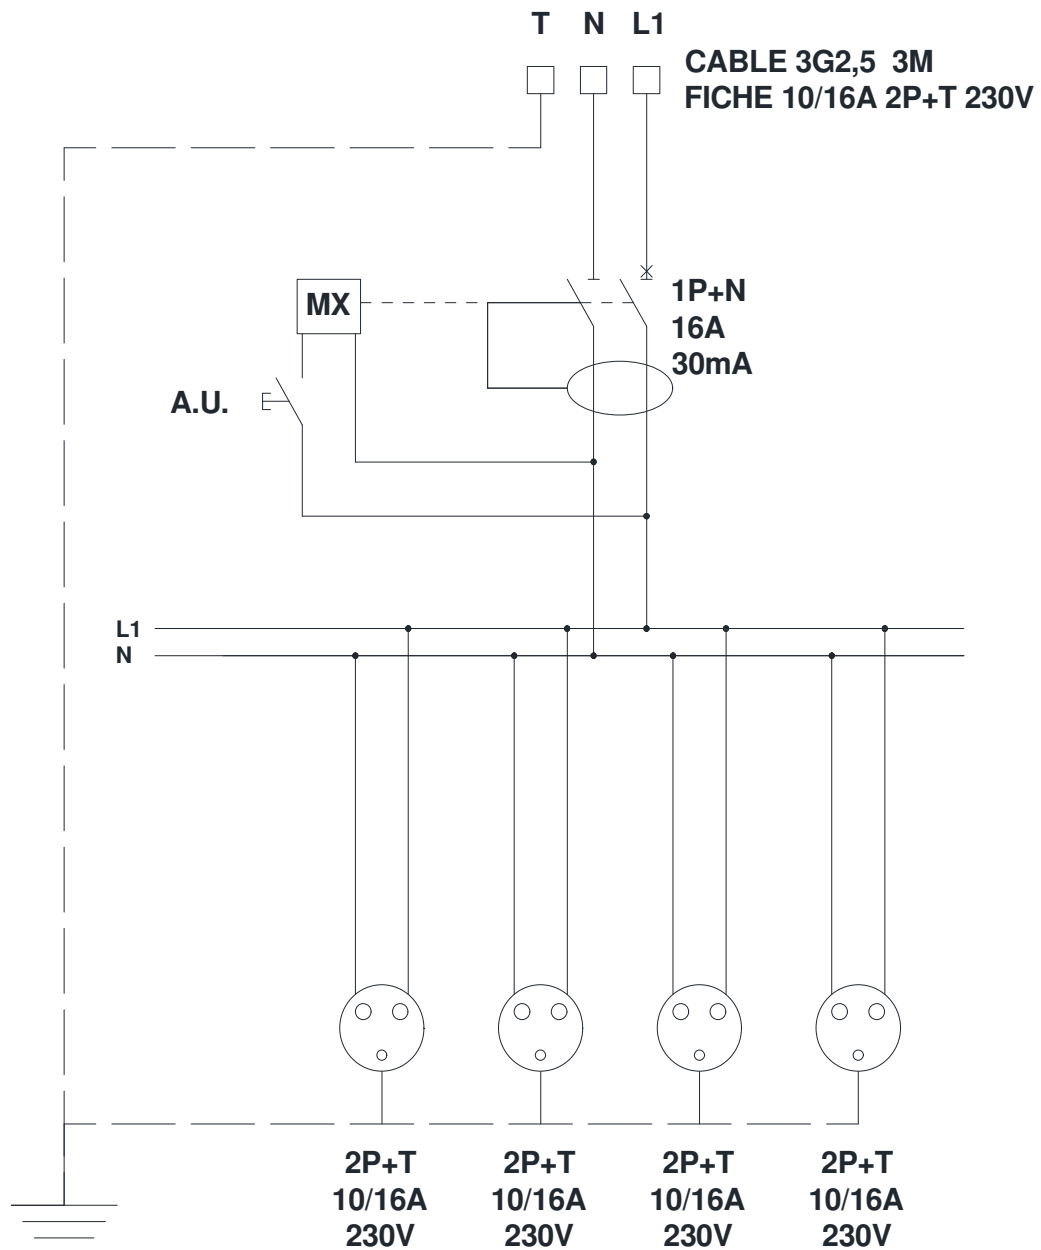 T N L1
CABLE 3G2,5 3M
FICHE 10/16A 2P+T 230V
MX
1P+N
16A
30mA
A.U.
L1
N
2P+T 2P+T 2P+T 2P+T
10/16A 10/16A 10/16A 10/16A
230V 230V 230V 230V